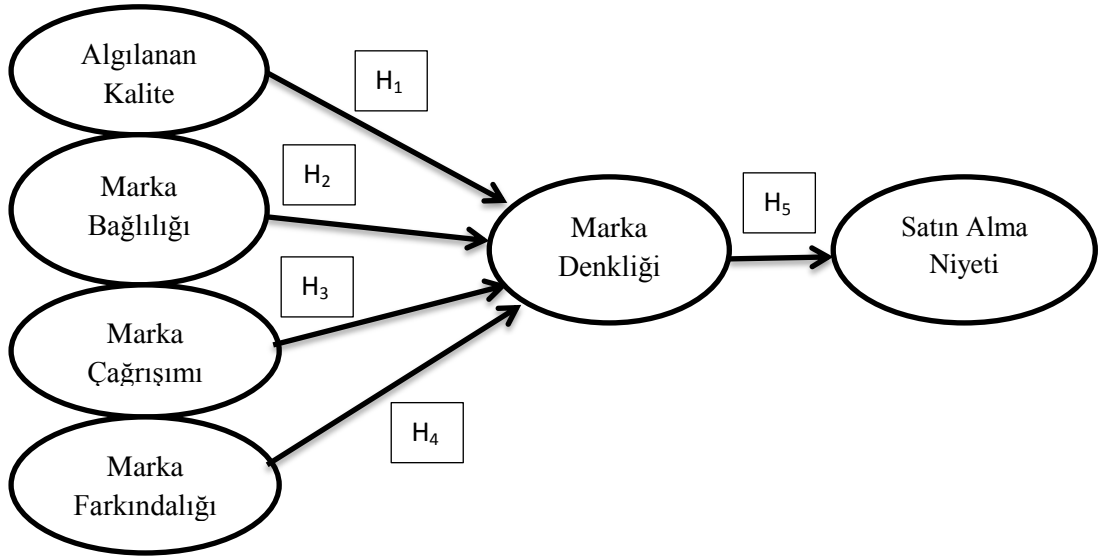 Algılanan
Kalite
H₁
Marka
Bağlılığı
H₂
Marka
Çağrışımı
H₃
Marka
Farkındalığı
H₄
Marka
Denkliği
H₅
Satın Alma
Niyeti